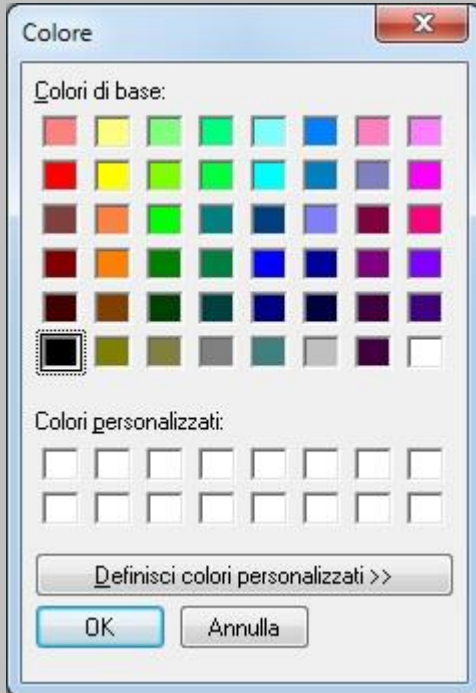 Colore
Colori di base:
Colori personalizzati:
Definisci colori personalizzati >>
OK
Annulla